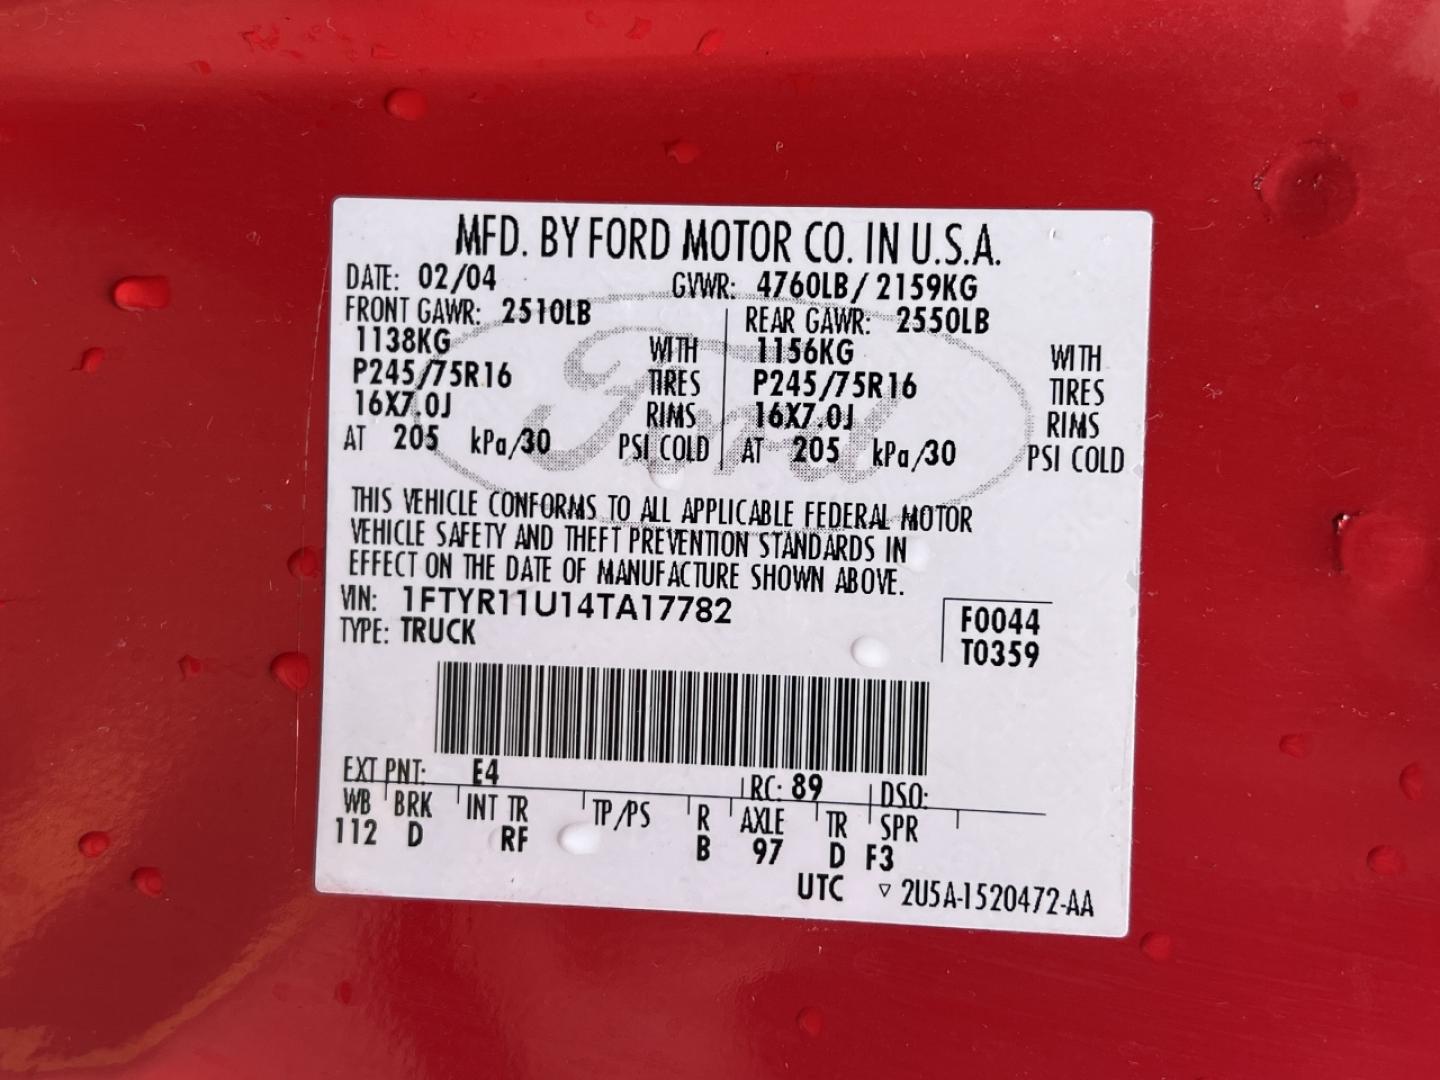 MFD. BY FORD MOTOR CO. IN U.S.A.
DATE: 02/04 GVWR: 4760LB/2159KG
FRONT GAWR: 2510LB REAR GAWR: 2550LB
1138KG WITH 1156KG WITH
P245/75R16 TIRES P245/75R16 TIRES
16X7.0J RIMS 16X7.0J RIMS
AT 205 kPa/30 PSI COLD AT 205 kPa/30 PSI COLD
Ford
THIS VEHICLE CONFORMS TO ALL APPLICABLE FEDERAL MOTOR
VEHICLE SAFETY AND THEFT PREVENTION STANDARDS IN
EFFECT ON THE DATE OF MANUFACTURE SHOWN ABOVE.
VIN: 1FTYR11U14TA17782 F0044
TYPE: TRUCK T0359
EXT PNT: E4 RC: 89 DSO:
WB BRK INT TR TP/PS R AXLE TR SPR
112 D RF B 97 D F3
UTC ▽ 2U5A-1520472-AA